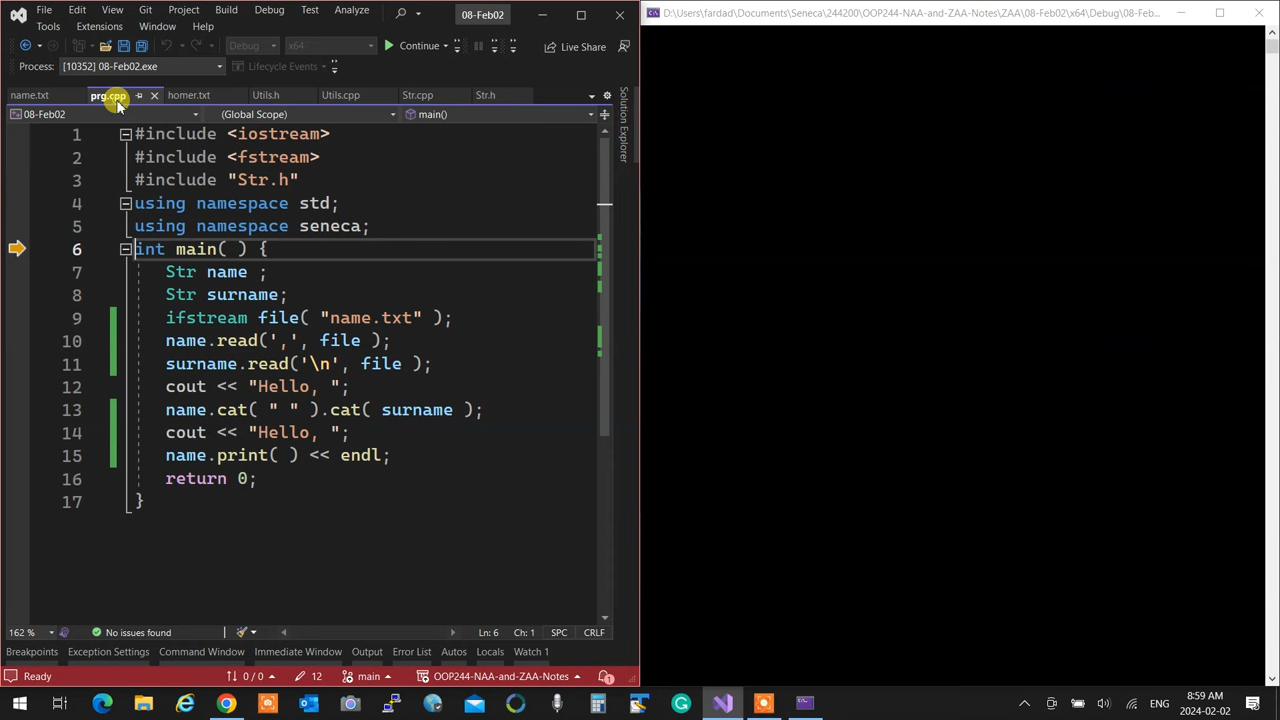 File Edit View Git Project Build Debug Test Analyze 08-Feb02
Tools Extensions Window Help
Debug x64 Continue Live Share
Process: [10352] 08-Feb02.exe Lifecycle Events
name.txt prg.cpp homer.txt Utils.h Utils.cpp Str.cpp Str.h
08-Feb02 (Global Scope) main()
1 #include <iostream>
2 #include <fstream>
3 #include "Str.h"
4 using namespace std;
5 using namespace seneca;
6 int main( ) {
7 Str name ;
8 Str surname;
9 ifstream file( "name.txt" );
10 name.read(',', file );
11 surname.read('\n', file );
12 cout << "Hello, ";
13 name.cat( " " ).cat( surname );
14 cout << "Hello, ";
15 name.print( ) << endl;
16 return 0;
17 }
Solution Explorer
162 % No issues found Ln: 6 Ch: 1 SPC CRLF
Breakpoints Exception Settings Command Window Immediate Window Output Error List Autos Locals Watch 1
Ready 0 / 0 12 main OOP244-NAA-and-ZAA-Notes 1
D:\Users\fardad\Documents\Seneca\244200\OOP244-NAA-and-ZAA-Notes\ZAA\08-Feb02\x64\Debug\08-Feb...
ENG 8:59 AM
2024-02-02